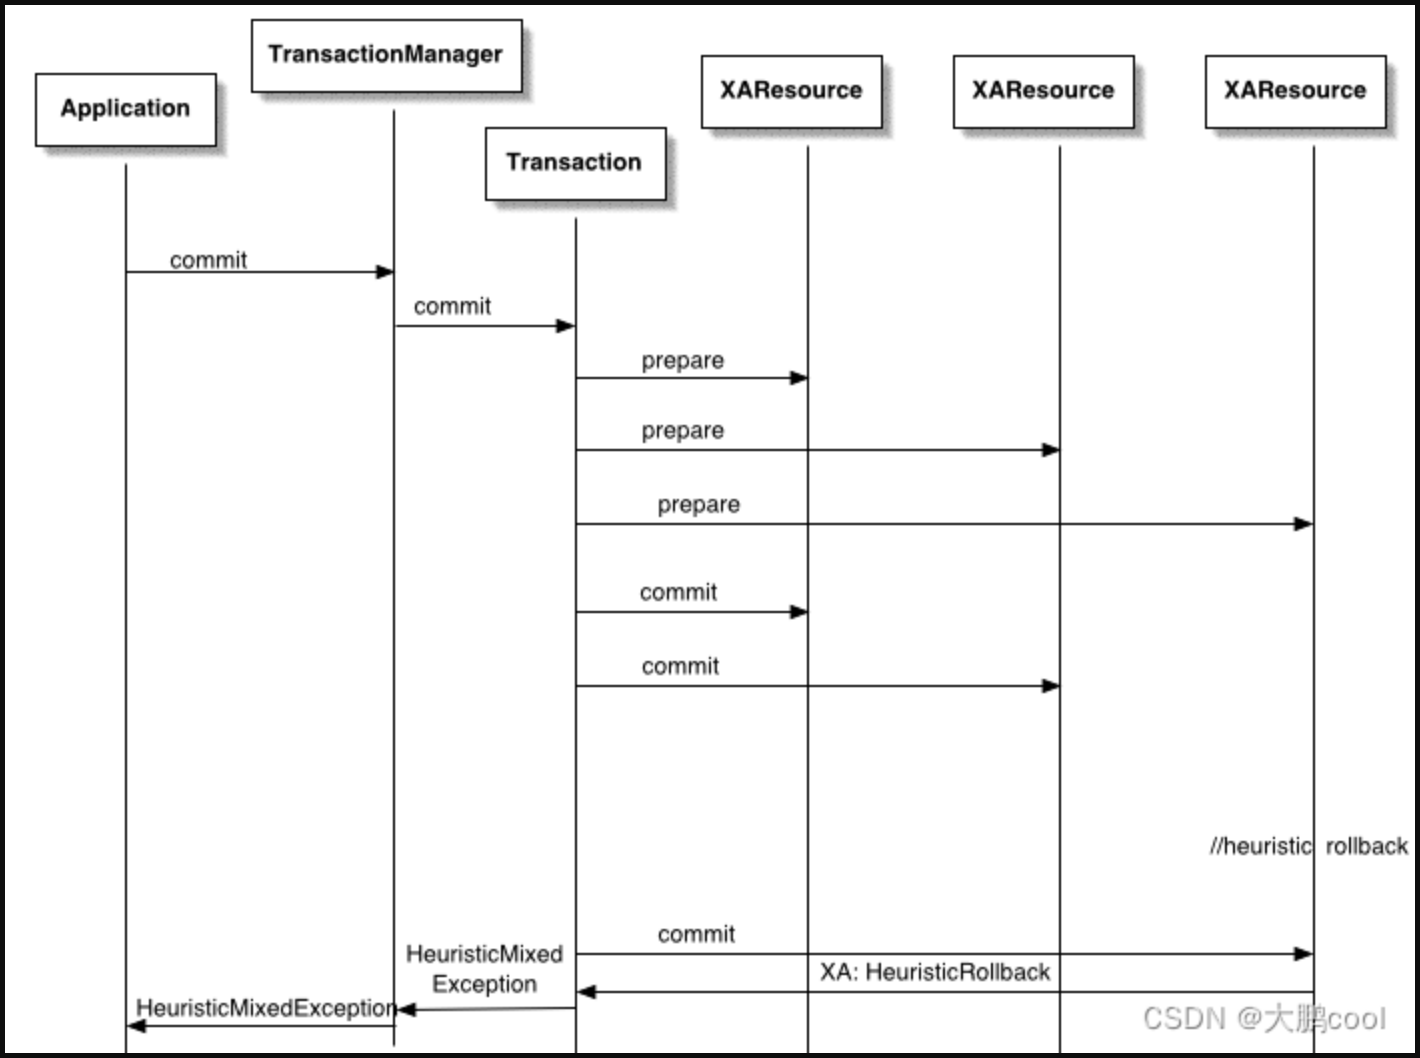 TransactionManager
Application
XAResource
XAResource
XAResource
Transaction
commit
commit
prepare
prepare
prepare
commit
commit
//heuristic rollback
commit
HeuristicMixed
Exception
XA: HeuristicRollback
HeuristicMixedException
CSDN @大鹏cool